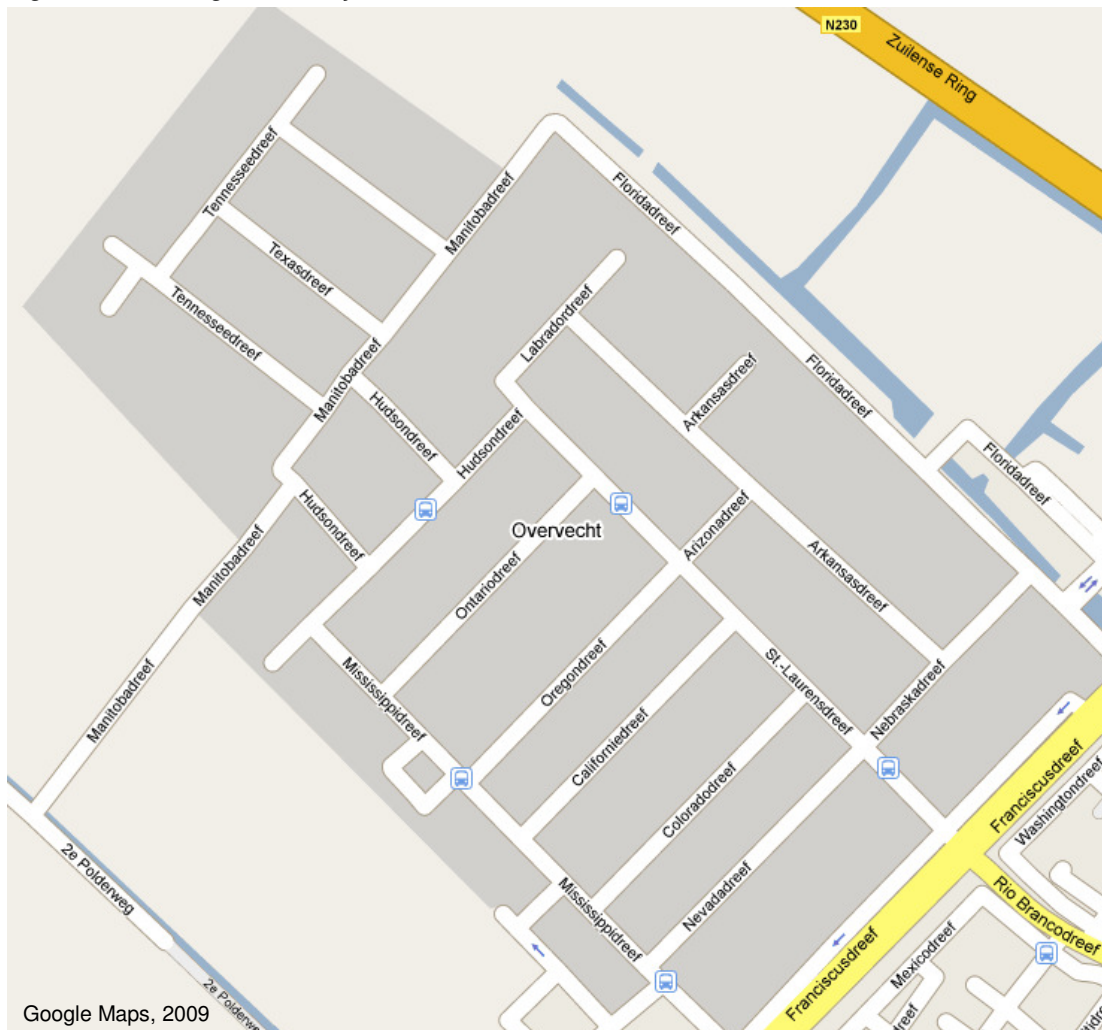 N230
Zuilense Ring
Tennesseedreef
Manitobadreef
Floridadreef
Texasdreef
Tennesseedreef
Labradordreef
Manitobadreef
Arkansasdreef
Floridadreef
Hudsondreef
Hudsondreef
Floridadreef
Hudsondreef
Overvecht
Arizonadreef
Manitobadreef
Ontariodreef
Arkansasdreef
Manitobadreef
Mississippidreef
Oregondreef
St.-Laurensdreef
Nebraskadreef
Californiedreef
Coloradodreef
Franciscusdreef
Washingtondreef
2e Polderweg
Mississippidreef
Nevadadreef
Rio Brancodreef
Franciscusdreef
Mexicodreef
2e Polderweg
Google Maps, 2009